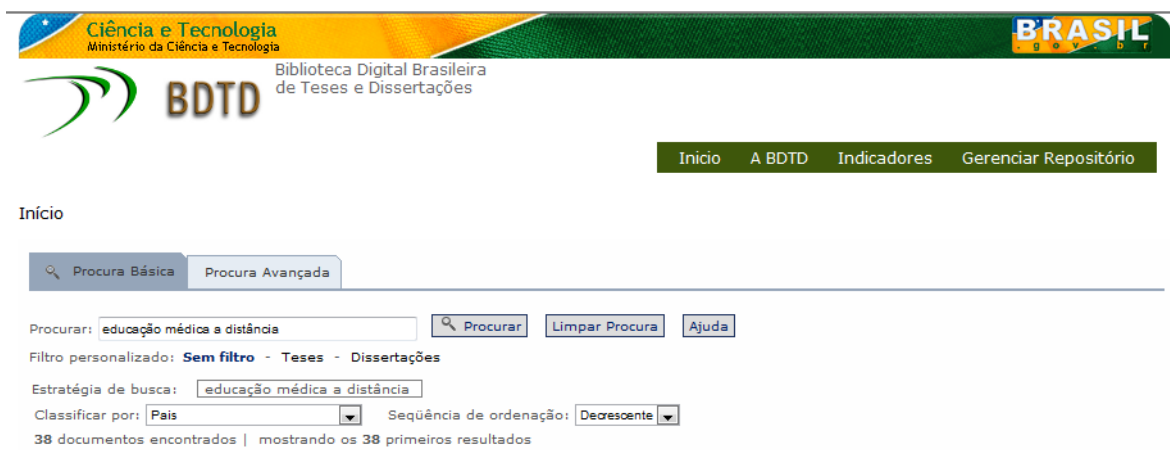 Ciência e Tecnologia
Ministério da Ciência e Tecnologia
BRASIL
. g o v . b r
BDTD
Biblioteca Digital Brasileira
de Teses e Dissertações
Inicio A BDTD Indicadores Gerenciar Repositório
Início
Procura Básica Procura Avançada
Procurar: educação médica a distância Procurar Limpar Procura Ajuda
Filtro personalizado: Sem filtro - Teses - Dissertações
Estratégia de busca: educação médica a distância
Classificar por: Pais Seqüência de ordenação: Decrescente
38 documentos encontrados | mostrando os 38 primeiros resultados